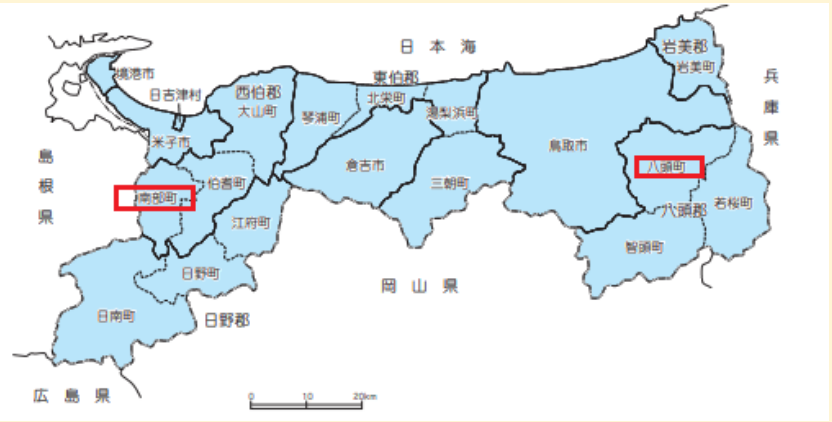 日本海
岩美郡
岩美町
兵庫県
境港市
日吉津村
西伯郡
大山町
東伯郡
北栄町
琴浦町
湯梨浜町
米子市
鳥取市
島根県
倉吉市
八頭町
伯耆町
三朝町
南部町
若桜町
八頭郡
江府町
智頭町
日野町
岡山県
日南町
日野郡
広島県
0 10 20km